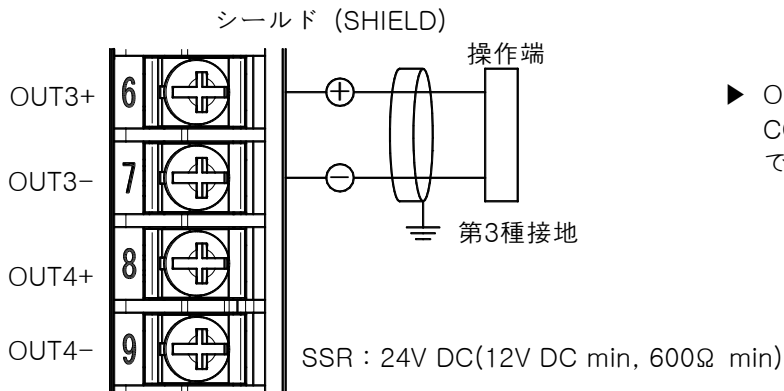 シールド (SHIELD)
操作端
OUT3+ 6
OUT3- 7
第3種接地
OUT4+ 8
OUT4- 9
SSR : 24V DC(12V DC min, 600Ω min)